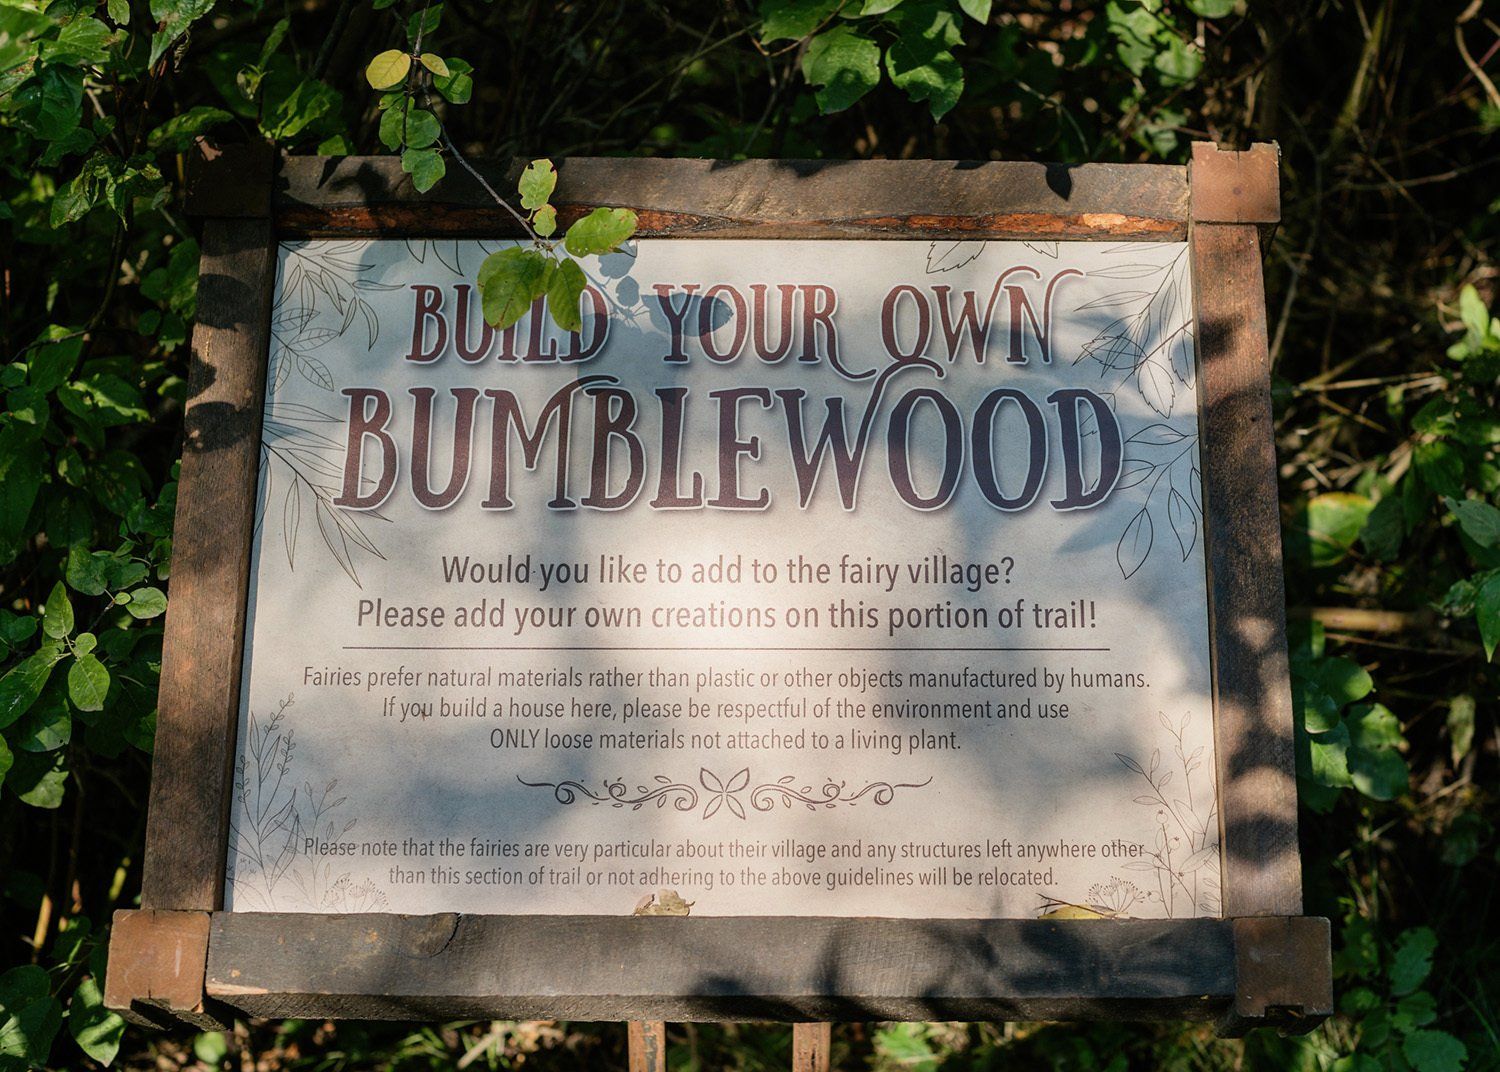 BUILD YOUR OWN
BUMBLEWOOD
Would you like to add to the fairy village?
Please add your own creations on this portion of trail!
Fairies prefer natural materials rather than plastic or other objects manufactured by humans.
If you build a house here, please be respectful of the environment and use
ONLY loose materials not attached to a living plant.
Please note that the fairies are very particular about their village and any structures left anywhere other
than this section of trail or not adhering to the above guidelines will be relocated.